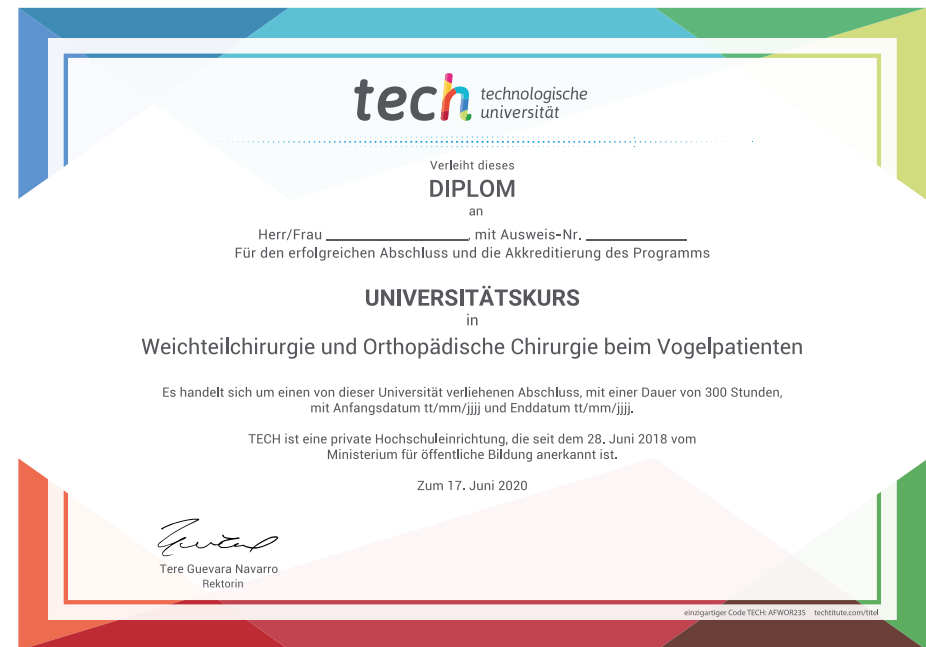 tech technologische
universität
Verleiht dieses
DIPLOM
an
Herr/Frau ____________, mit Ausweis-Nr. ____________
Für den erfolgreichen Abschluss und die Akkreditierung des Programms
UNIVERSITÄTSKURS
in
Weichteilchirurgie und Orthopädische Chirurgie beim Vogelpatienten
Es handelt sich um einen von dieser Universität verliehenen Abschluss, mit einer Dauer von 300 Stunden,
mit Anfangsdatum tt/mm/jjjj und Enddatum tt/mm/jjjj.
TECH ist eine private Hochschuleinrichtung, die seit dem 28. Juni 2018 vom
Ministerium für öffentliche Bildung anerkannt ist.
Zum 17. Juni 2020
Tere Guevara Navarro
Rektorin
einzigartiger Code TECH: AFWOR235 techtitute.com/titel